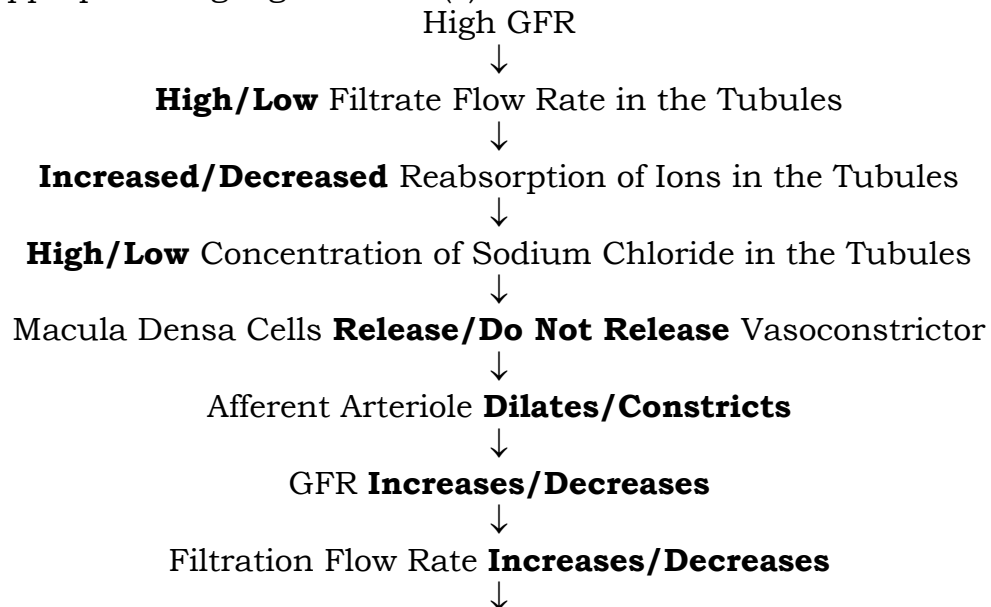 High GFR
↓
High/Low Filtrate Flow Rate in the Tubules
↓
Increased/Decreased Reabsorption of Ions in the Tubules
↓
High/Low Concentration of Sodium Chloride in the Tubules
↓
Macula Densa Cells Release/Do Not Release Vasoconstrictor
↓
Afferent Arteriole Dilates/Constricts
↓
GFR Increases/Decreases
↓
Filtration Flow Rate Increases/Decreases
↓